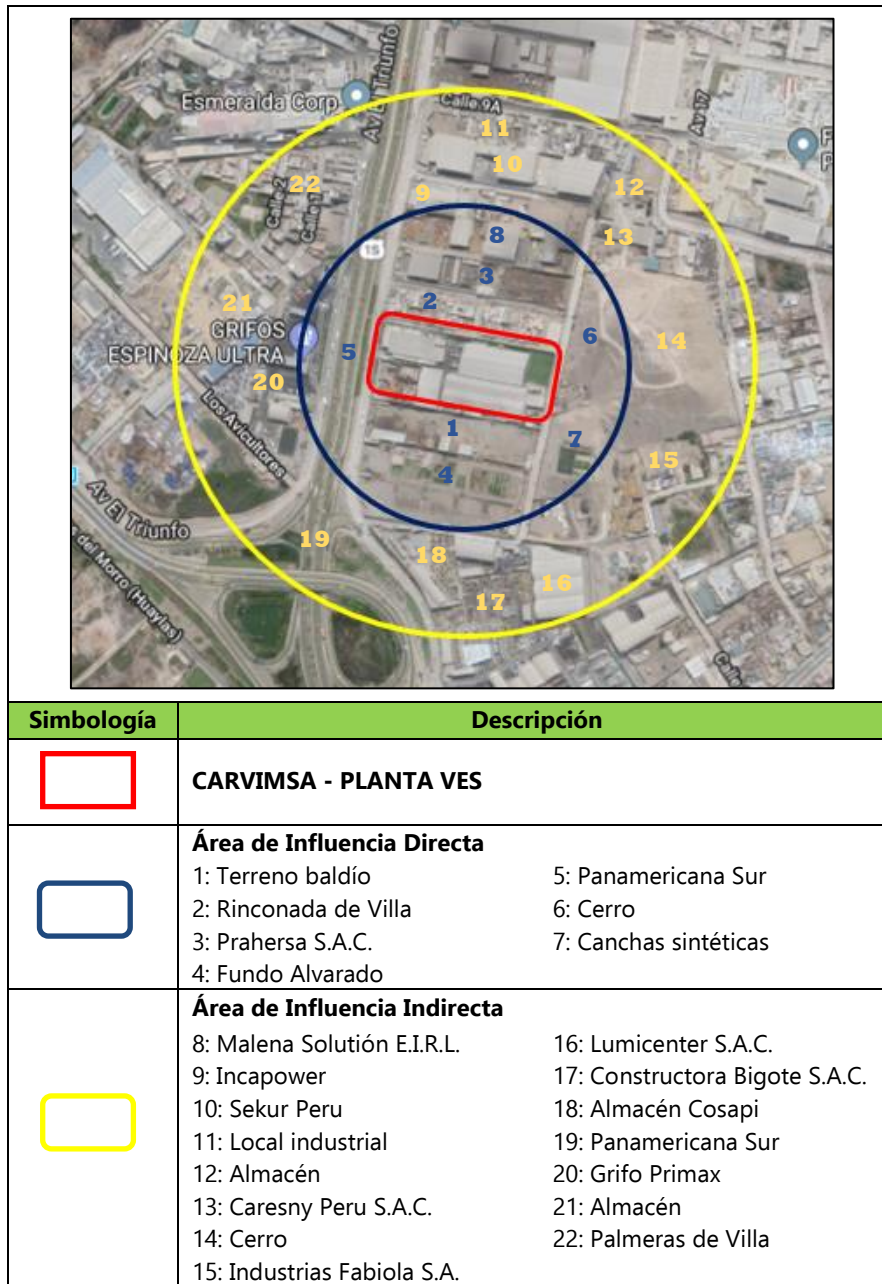 Esmeralda Corp
Av El Triunfo
Calle 9A
Av 17
11
10
22
12
9
Calle 2
Calle 1
8
13
1S
3
21
2
GRIFOS
ESPINOZA ULTRA
6
14
5
20
Los Avicultores
1
7
15
4
Av El Triunfo
19
18
16
17
del Morro (Huaylas)
Simbología Descripción
CARVIMSA - PLANTA VES
Área de Influencia Directa
1: Terreno baldío 5: Panamericana Sur
2: Rinconada de Villa 6: Cerro
3: Prahersa S.A.C. 7: Canchas sintéticas
4: Fundo Alvarado
Área de Influencia Indirecta
8: Malena Solutión E.I.R.L. 16: Lumicenter S.A.C.
9: Incapower 17: Constructora Bigote S.A.C.
10: Sekur Peru 18: Almacén Cosapi
11: Local industrial 19: Panamericana Sur
12: Almacén 20: Grifo Primax
13: Caresny Peru S.A.C. 21: Almacén
14: Cerro 22: Palmeras de Villa
15: Industrias Fabiola S.A.